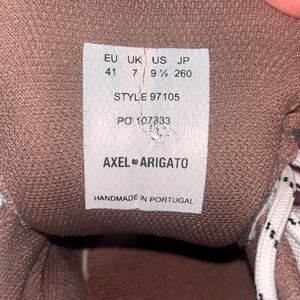 EU UK US JP
41 7 9 ½ 260
STYLE 97105
PO 107333
AXEL ARIGATO
HANDMADE IN PORTUGAL